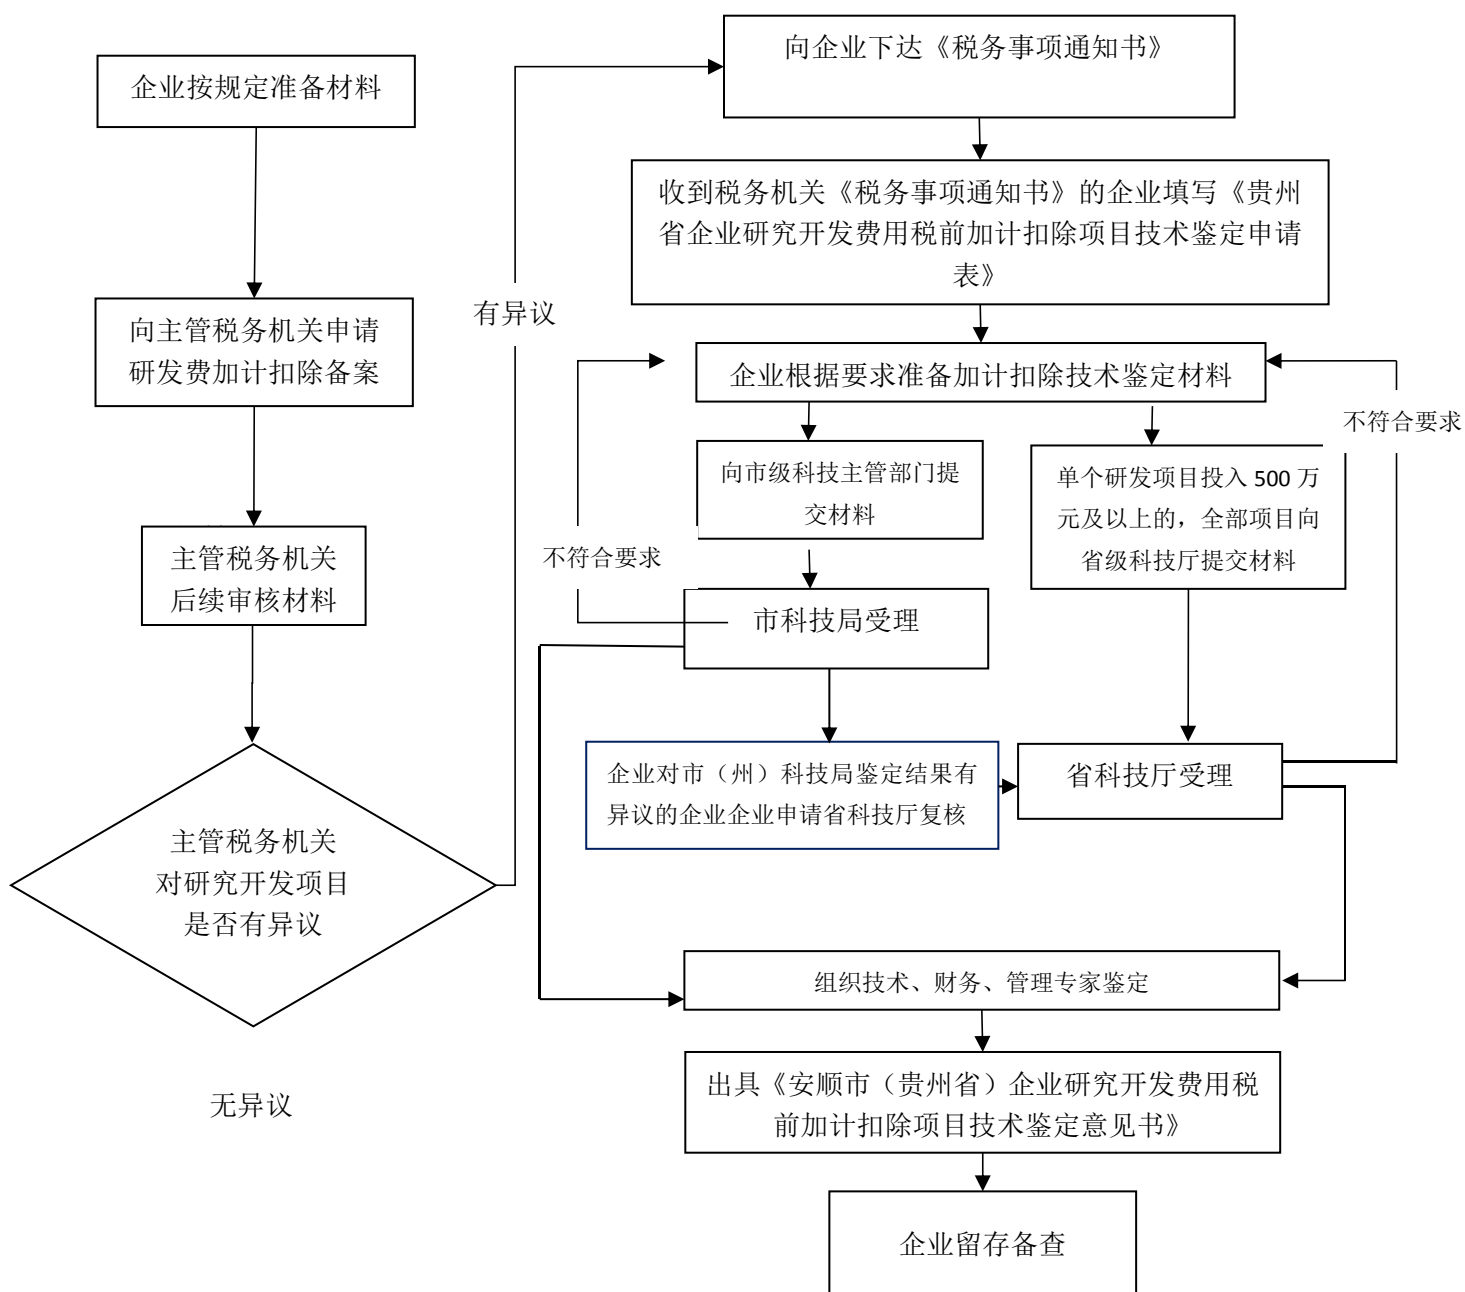 企业按规定准备材料
向主管税务机关申请
研发费加计扣除备案
主管税务机关
后续审核材料
主管税务机关
对研究开发项目
是否有异议
无异议
有异议
向企业下达《税务事项通知书》
收到税务机关《税务事项通知书》的企业填写《贵州
省企业研究开发费用税前加计扣除项目技术鉴定申请
表》
企业根据要求准备加计扣除技术鉴定材料
不符合要求
向市级科技主管部门提
交材料
单个研发项目投入 500 万
元及以上的，全部项目向
省级科技厅提交材料
不符合要求
市科技局受理
企业对市（州）科技局鉴定结果有
异议的企业企业申请省科技厅复核
省科技厅受理
组织技术、财务、管理专家鉴定
出具《安顺市（贵州省）企业研究开发费用税
前加计扣除项目技术鉴定意见书》
企业留存备查